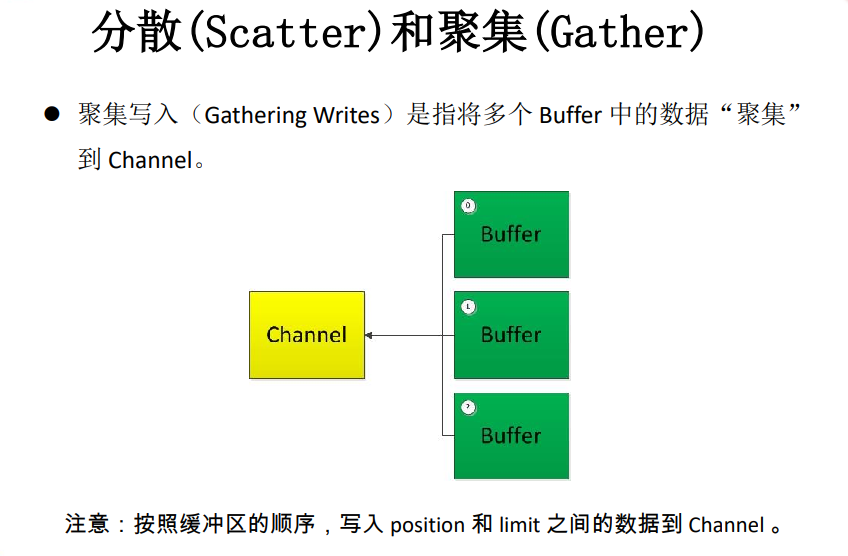 分散(Scatter)和聚集(Gather)
● 聚集写入（Gathering Writes）是指将多个 Buffer 中的数据“聚集”
到 Channel。
0
Buffer
1
Buffer
Channel
2
Buffer
注意：按照缓冲区的顺序，写入 position 和 limit 之间的数据到 Channel 。